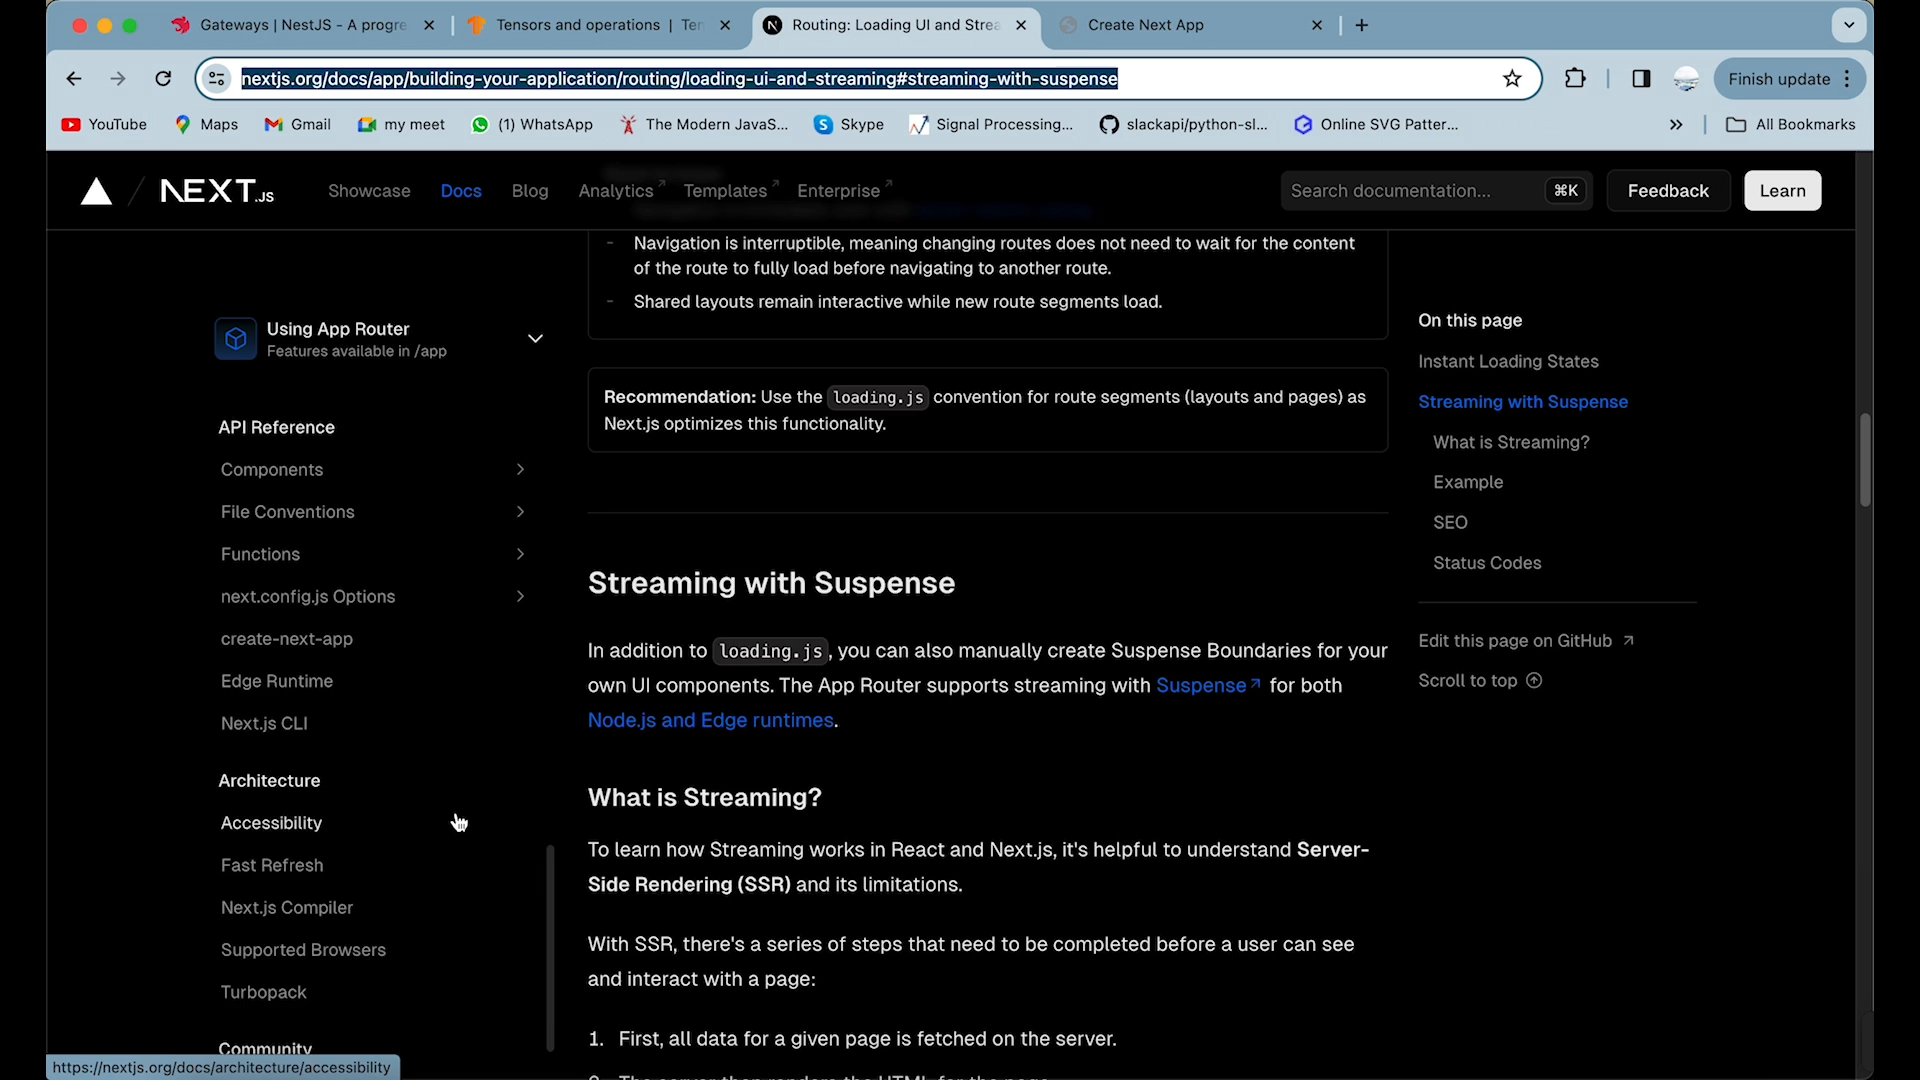 Gateways | NestJS - A progre
Tensors and operations | Ten
Routing: Loading UI and Strea
Create Next App
nextjs.org/docs/app/building-your-application/routing/loading-ui-and-streaming#streaming-with-suspense
Finish update
YouTube
Maps
Gmail
my meet
(1) WhatsApp
The Modern JavaS...
Skype
Signal Processing...
slackapi/python-sl...
Online SVG Patter...
All Bookmarks
NEXT.JS
Showcase
Docs
Blog
Analytics
Templates
Enterprise
Search documentation...
⌘K
Feedback
Learn
Using App Router
Features available in /app
API Reference
Components
File Conventions
Functions
next.config.js Options
create-next-app
Edge Runtime
Next.js CLI
Architecture
Accessibility
Fast Refresh
Next.js Compiler
Supported Browsers
Turbopack
Community
https://nextjs.org/docs/architecture/accessibility
- Navigation is interruptible, meaning changing routes does not need to wait for the content
of the route to fully load before navigating to another route.
- Shared layouts remain interactive while new route segments load.
Recommendation: Use the loading.js convention for route segments (layouts and pages) as
Next.js optimizes this functionality.
Streaming with Suspense
In addition to loading.js, you can also manually create Suspense Boundaries for your
own UI components. The App Router supports streaming with Suspense for both
Node.js and Edge runtimes.
What is Streaming?
To learn how Streaming works in React and Next.js, it's helpful to understand Server-
Side Rendering (SSR) and its limitations.
With SSR, there's a series of steps that need to be completed before a user can see
and interact with a page:
1. First, all data for a given page is fetched on the server.
2. The server then renders the HTML for the page.
On this page
Instant Loading States
Streaming with Suspense
What is Streaming?
Example
SEO
Status Codes
Edit this page on GitHub
Scroll to top